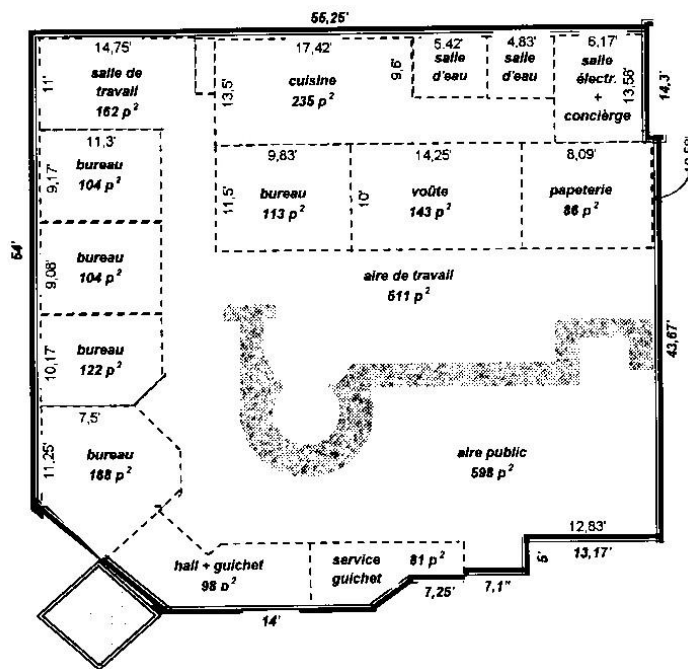 55,25'
14,75'
17,42'
5,42'
4,83'
6,17'
salle de
travail
162 p²
11'
cuisine
235 p²
13,5'
9,6'
salle
d'eau
salle
d'eau
salle
électr.
+
concièrge
13,58'
14,3'
11,3'
bureau
104 p²
9,17'
9,83'
bureau
113 p²
11,5'
14,25'
voûte
143 p²
10'
8,09'
papeterie
86 p²
54'
bureau
104 p²
9,08'
aire de travail
611 p²
43,67'
bureau
122 p²
10,17'
7,5'
bureau
188 p²
11,25'
aire public
598 p²
12,83'
13,17'
5'
hall + guichet
98 p²
service
guichet
81 p²
7,25'
7,1"
14'